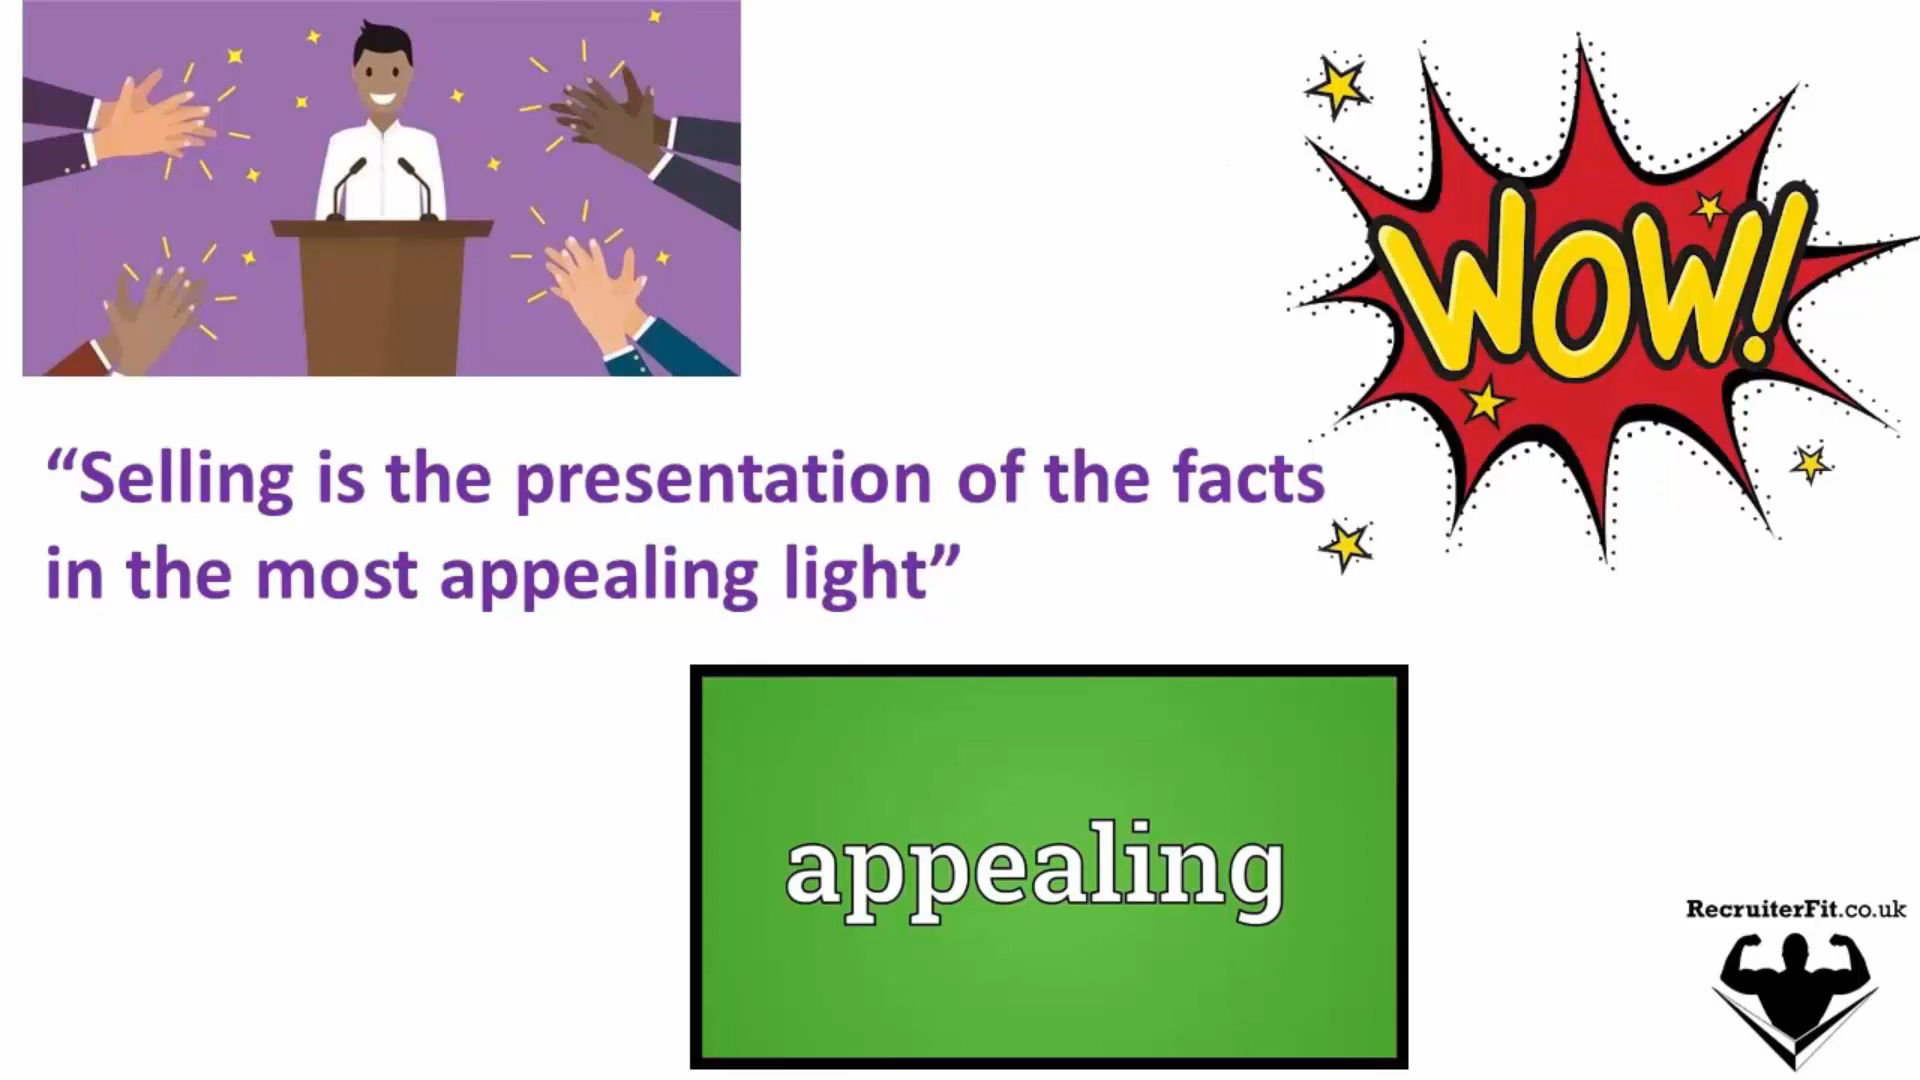 WOW!
“Selling is the presentation of the facts
in the most appealing light”
appealing
RecruiterFit.co.uk